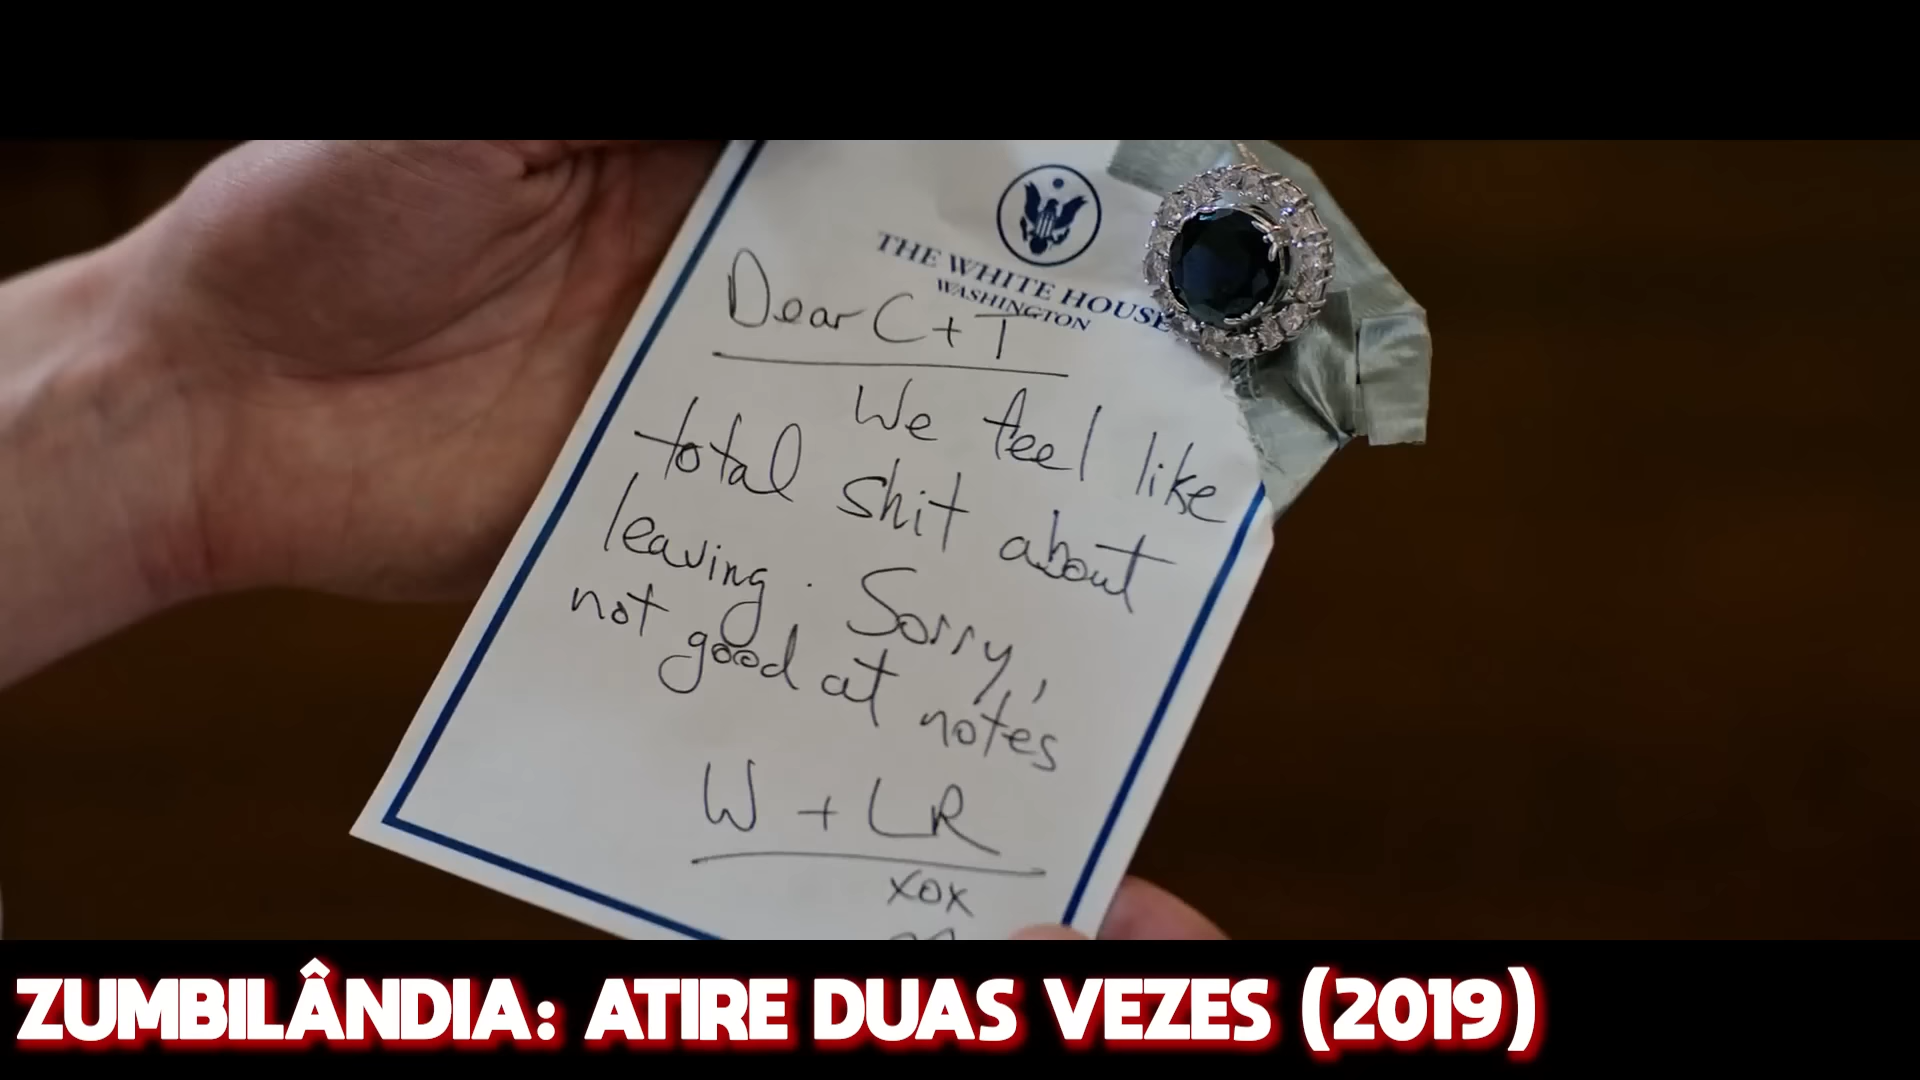 THE WHITE HOUSE
WASHINGTON
Dear C + T
We feel like
total shit about
leaving. Sorry,
not good at notes
W + LR
xox
ZUMBILÂNDIA: ATIRE DUAS VEZES (2019)